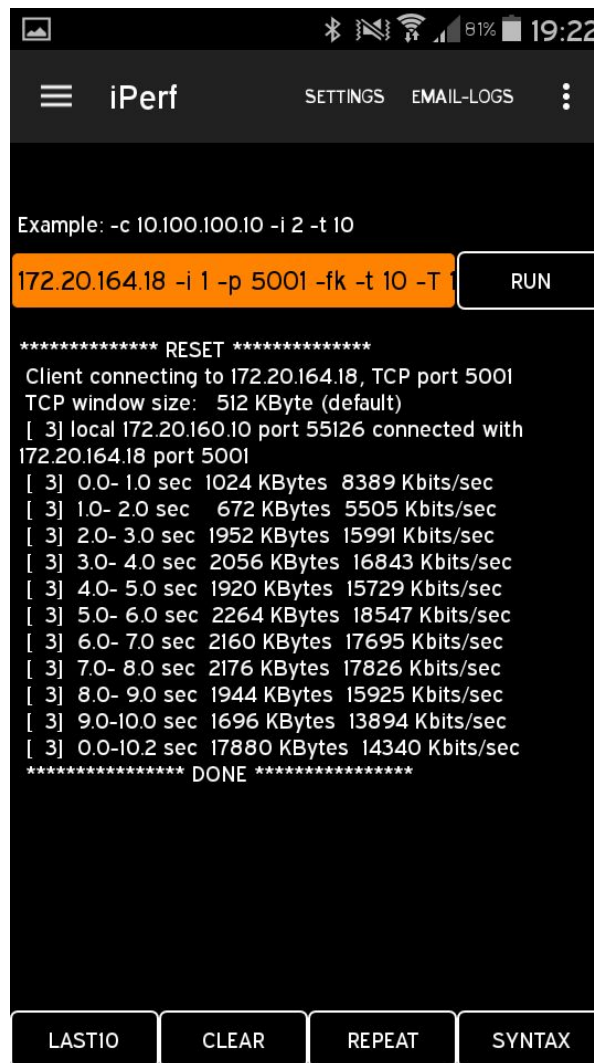 81% 19:22
iPerf SETTINGS EMAIL-LOGS
Example: -c 10.100.100.10 -i 2 -t 10
172.20.164.18 -i 1 -p 5001 -fk -t 10 -T 1 RUN
************** RESET **************
Client connecting to 172.20.164.18, TCP port 5001
TCP window size: 512 KByte (default)
[ 3] local 172.20.160.10 port 55126 connected with
172.20.164.18 port 5001
[ 3] 0.0- 1.0 sec 1024 KBytes 8389 Kbits/sec
[ 3] 1.0- 2.0 sec 672 KBytes 5505 Kbits/sec
[ 3] 2.0- 3.0 sec 1952 KBytes 15991 Kbits/sec
[ 3] 3.0- 4.0 sec 2056 KBytes 16843 Kbits/sec
[ 3] 4.0- 5.0 sec 1920 KBytes 15729 Kbits/sec
[ 3] 5.0- 6.0 sec 2264 KBytes 18547 Kbits/sec
[ 3] 6.0- 7.0 sec 2160 KBytes 17695 Kbits/sec
[ 3] 7.0- 8.0 sec 2176 KBytes 17826 Kbits/sec
[ 3] 8.0- 9.0 sec 1944 KBytes 15925 Kbits/sec
[ 3] 9.0-10.0 sec 1696 KBytes 13894 Kbits/sec
[ 3] 0.0-10.2 sec 17880 KBytes 14340 Kbits/sec
**************** DONE ****************
LAST10 CLEAR REPEAT SYNTAX